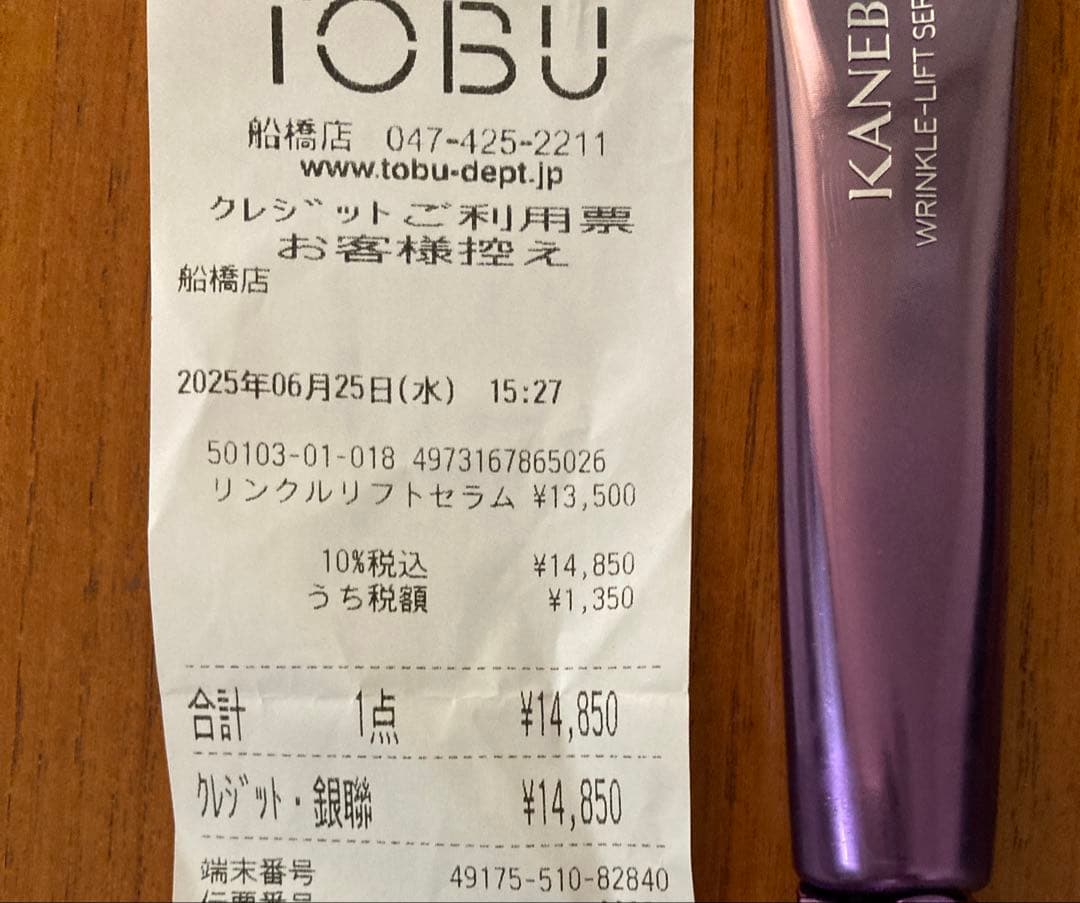 TOBU
船橋店 047-425-2211
www.tobu-dept.jp
クレジットご利用票
お客様控え
船橋店
2025年06月25日(水) 15:27
50103-01-018 4973167865026
リンクルリフトセラム ¥13,500
10%税込 ¥14,850
うち税額 ¥1,350
合計 1点 ¥14,850
クレジット・銀聯 ¥14,850
端末番号 49175-510-82840
KANEB
WRINKLE-LIFT SER